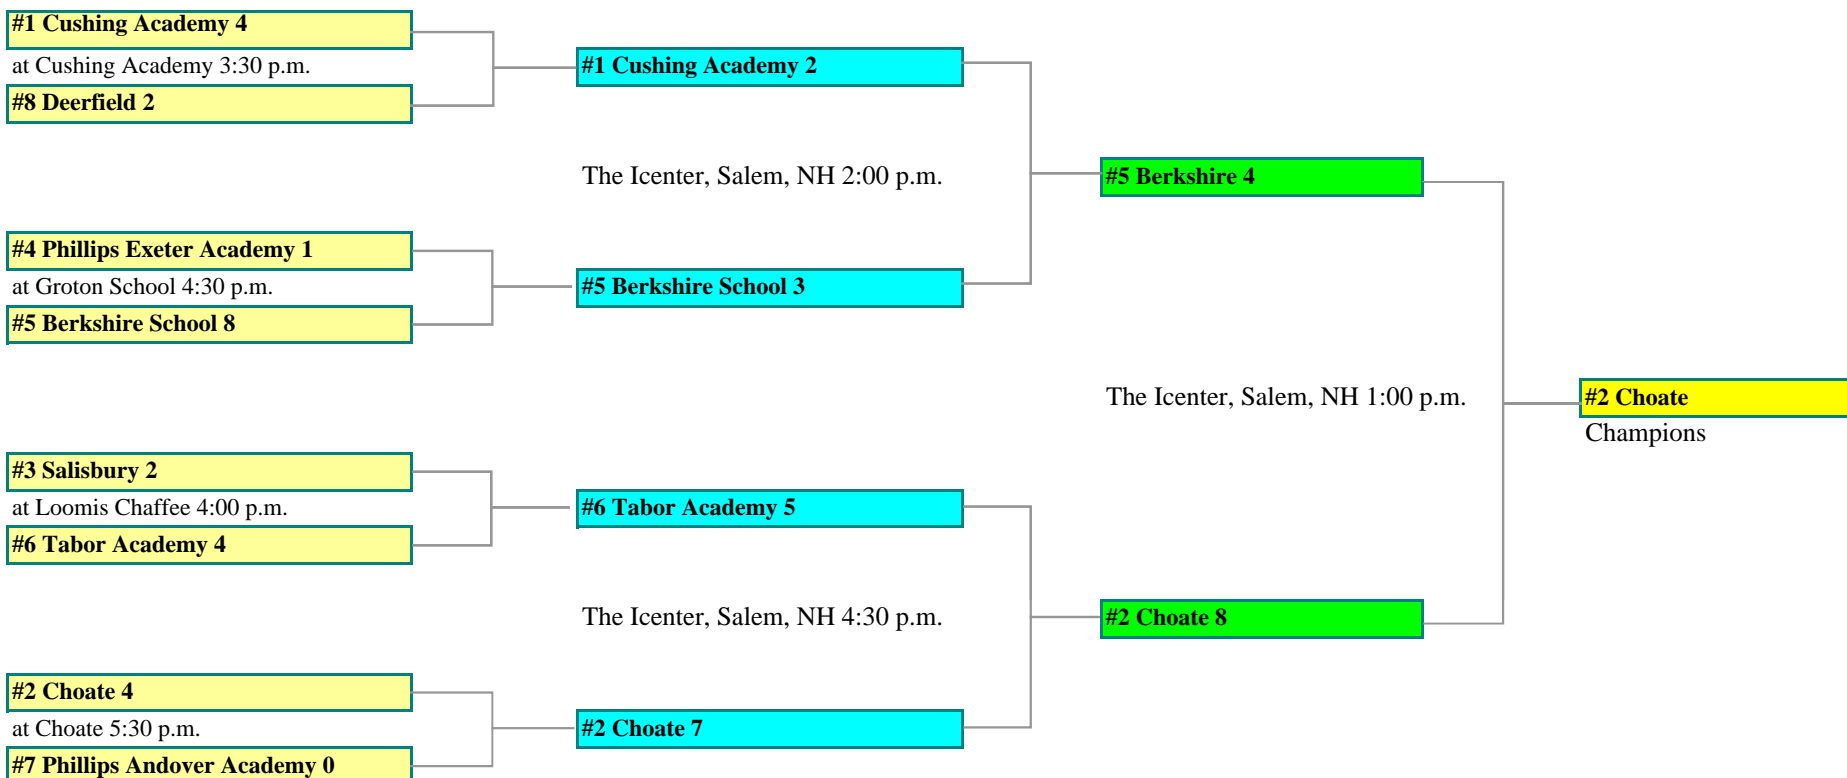 #1 Cushing Academy 4
at Cushing Academy 3:30 p.m.
#8 Deerfield 2
#4 Phillips Exeter Academy 1
at Groton School 4:30 p.m.
#5 Berkshire School 8
#3 Salisbury 2
at Loomis Chaffee 4:00 p.m.
#6 Tabor Academy 4
#2 Choate 4
at Choate 5:30 p.m.
#7 Phillips Andover Academy 0
#1 Cushing Academy 2
The Icenter, Salem, NH 2:00 p.m.
#5 Berkshire School 3
#6 Tabor Academy 5
The Icenter, Salem, NH 4:30 p.m.
#2 Choate 7
#5 Berkshire 4
The Icenter, Salem, NH 1:00 p.m.
#2 Choate 8
#2 Choate
Champions